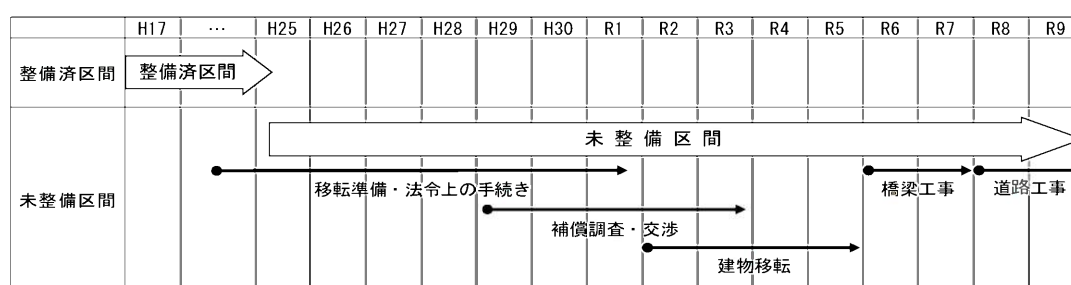 H17 … H25 H26 H27 H28 H29 H30 R1 R2 R3 R4 R5 R6 R7 R8 R9
整備済区間 整備済区間
未整備区間
移転準備・法令上の手続き 橋梁工事 道路工事
未整備区間
補償調査・交渉
建物移転